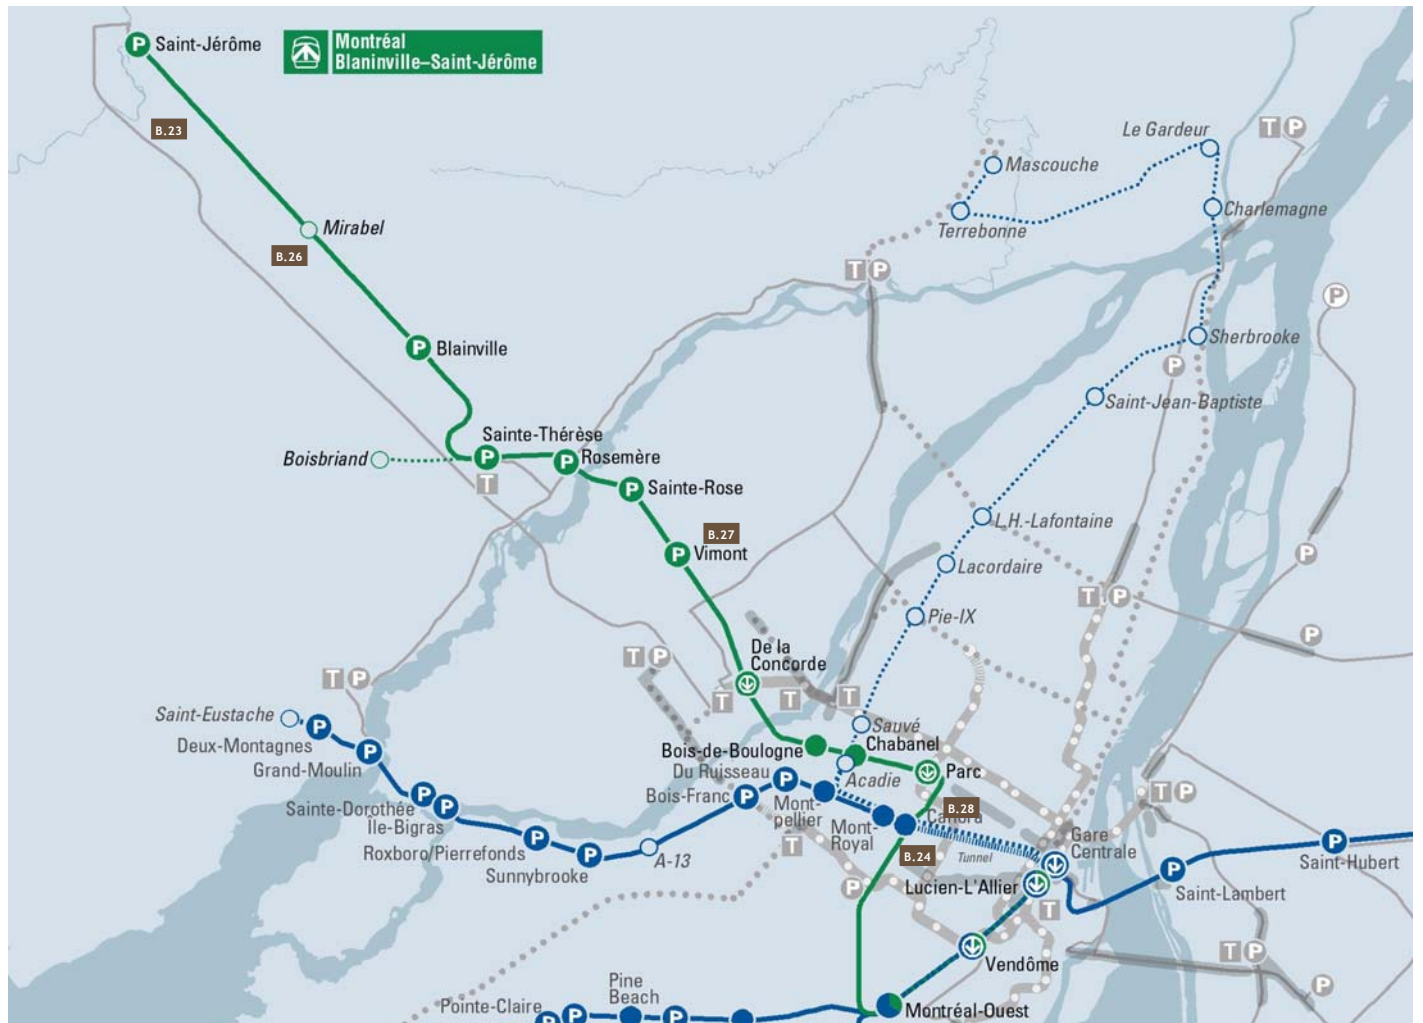 Saint-Jérôme
Montréal
Blaninville–Saint-Jérôme
B.23
Le Gardeur
T P
Mascouche
Charlemagne
Terrebonne
Mirabel
B.26
T P
P
Sherbrooke
Blainville
P
Saint-Jean-Baptiste
Sainte-Thérèse
Boisbriand
Rosemère
T
Sainte-Rose
L.H.-Lafontaine
B.27
Vimont
Lacordaire
P
T P
Pie-IX
P
De la
Concorde
T P
T P
T
T
T
Saint-Eustache
Deux-Montagnes
Grand-Moulin
Sauvé
Chabanel
Bois-de-Boulogne
Du Ruisseau
Acadie
Parc
Bois-Franc
Mont-
pellier
T P
Sainte-Dorothée
Île-Bigras
B.28
Mont-
Royal
Gare
Centrale
Roxboro/Pierrefonds
Sunnybrooke
A-13
T
B.24
Tunnel
Saint-Hubert
P
Lucien-L'Allier
Saint-Lambert
T
T P
Vendôme
P
Pine
Beach
Pointe-Claire
Montréal-Ouest